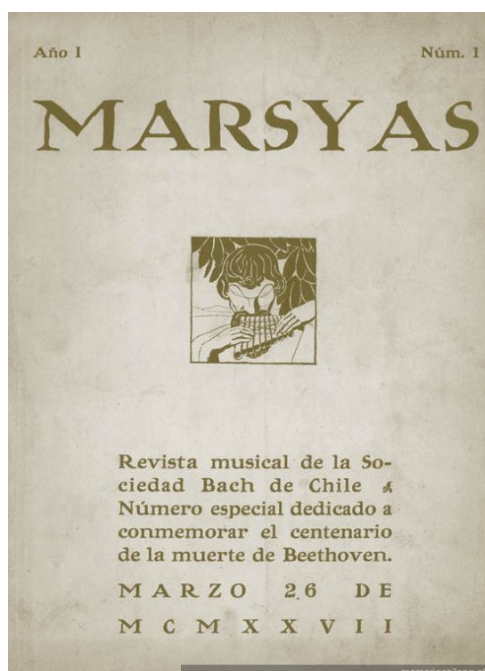 Año I
Núm. 1
MARSYAS
Revista musical de la So-
ciedad Bach de Chile
Número especial dedicado a
conmemorar el centenario
de la muerte de Beethoven.
MARZO 26 DE
MCMXXVII